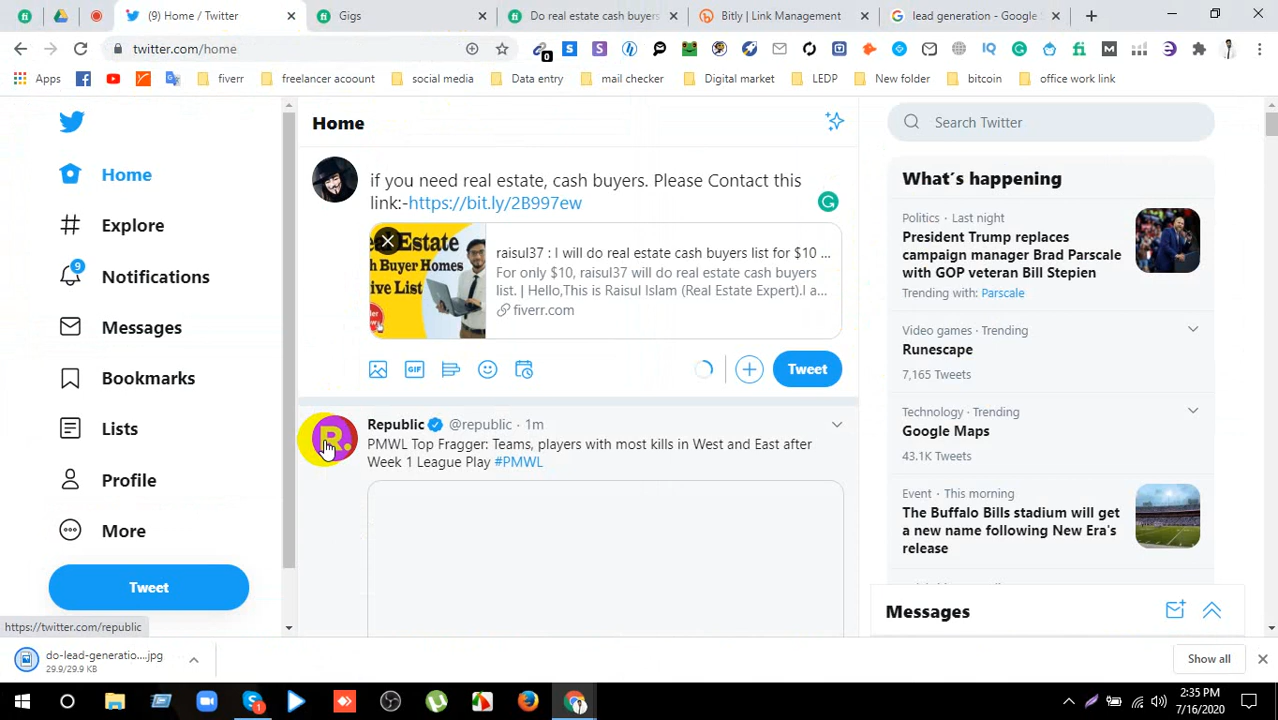 (9) Home / Twitter
Gigs
Do real estate cash buyers
Bitly | Link Management
lead generation - Google S
twitter.com/home
Apps
fiverr
freelancer acoount
social media
Data entry
mail checker
Digital market
LEDP
New folder
bitcoin
office work link
Home
Explore
9
Notifications
Messages
Bookmarks
Lists
Profile
More
Tweet
Home
if you need real estate, cash buyers. Please Contact this
link:-https://bit.ly/2B997ew
Estate
h Buyer Homes
ive List
raisul37 : I will do real estate cash buyers list for $10 ...
For only $10, raisul37 will do real estate cash buyers
list. | Hello,This is Raisul Islam (Real Estate Expert).I a...
fiverr.com
GIF
Tweet
R.
Republic @republic · 1m
PMWL Top Fragger: Teams, players with most kills in West and East after
Week 1 League Play #PMWL
Search Twitter
What´s happening
Politics · Last night
President Trump replaces
campaign manager Brad Parscale
with GOP veteran Bill Stepien
Trending with: Parscale
Video games · Trending
Runescape
7,165 Tweets
Technology · Trending
Google Maps
43.1K Tweets
Event · This morning
The Buffalo Bills stadium will get
a new name following New Era's
release
Messages
https://twitter.com/republic
do-lead-generatio....jpg
29.9/29.9 KB
Show all
2:35 PM
7/16/2020